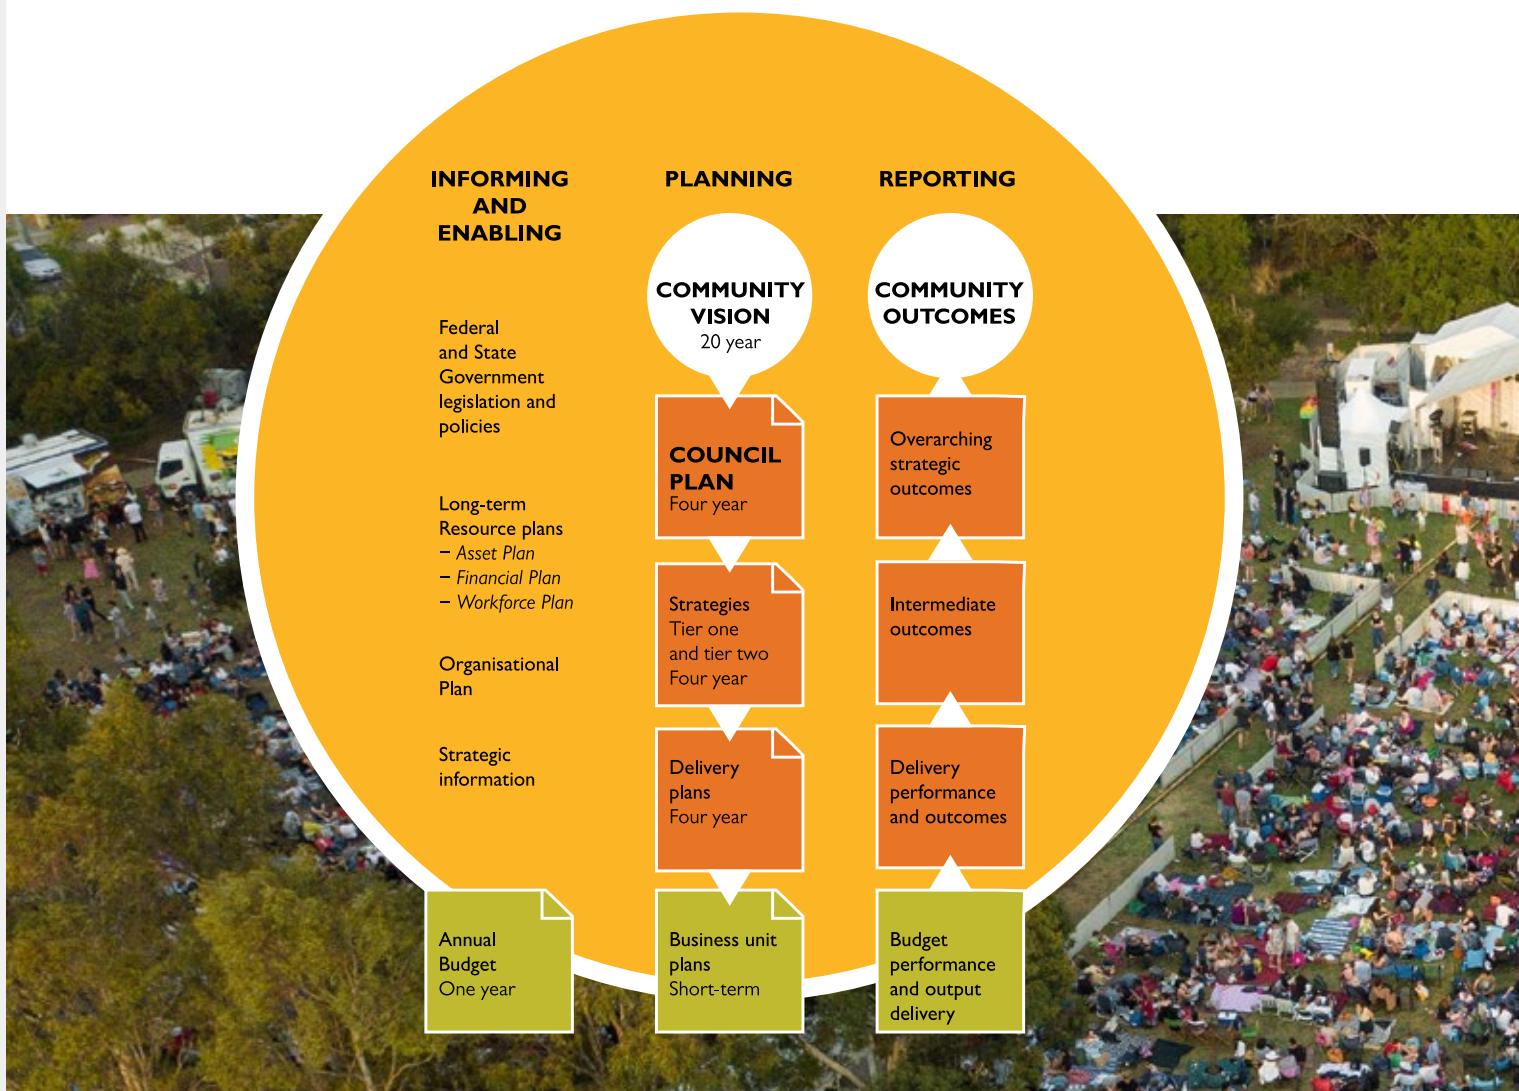 INFORMING
AND
ENABLING
Federal
and State
Government
legislation and
policies
Long-term
Resource plans
– Asset Plan
– Financial Plan
– Workforce Plan
Organisational
Plan
Strategic
information
Annual
Budget
One year
PLANNING
COMMUNITY
VISION
20 year
COUNCIL
PLAN
Four year
Strategies
Tier one
and tier two
Four year
Delivery
plans
Four year
Business unit
plans
Short-term
REPORTING
COMMUNITY
OUTCOMES
Overarching
strategic
outcomes
Intermediate
outcomes
Delivery
performance
and outcomes
Budget
performance
and output
delivery